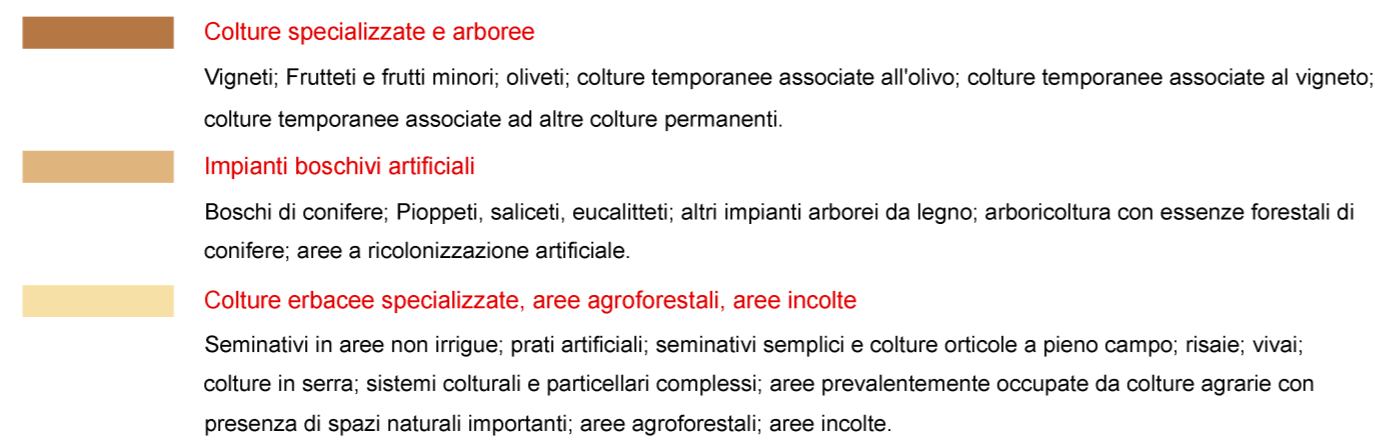 Colture specializzate e arboree
Vigneti; Frutteti e frutti minori; oliveti; colture temporanee associate all'olivo; colture temporanee associate al vigneto;
colture temporanee associate ad altre colture permanenti.
Impianti boschivi artificiali
Boschi di conifere; Pioppeti, saliceti, eucalitteti; altri impianti arborei da legno; arboricoltura con essenze forestali di
conifere; aree a ricolonizzazione artificiale.
Colture erbacee specializzate, aree agroforestali, aree incolte
Seminativi in aree non irrigue; prati artificiali; seminativi semplici e colture orticole a pieno campo; risaie; vivai;
colture in serra; sistemi colturali e particellari complessi; aree prevalentemente occupate da colture agrarie con
presenza di spazi naturali importanti; aree agroforestali; aree incolte.